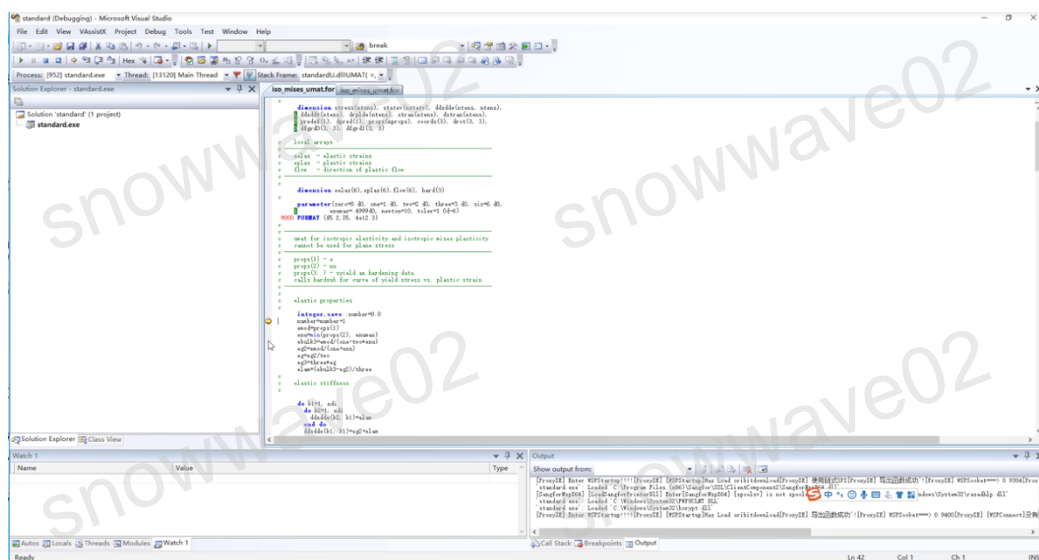 standard (Debugging) - Microsoft Visual Studio
File Edit View VAssistX Project Debug Tools Test Window Help
break
Hex
Process: [952] standard.exe Thread: [13120] Main Thread Stack Frame: standardU.dll!UMAT( =,
Solution Explorer - standard.exe
iso_mises_umat.for iso_mises_umat.for
Solution 'standard' (1 project)
standard.exe
dimension stress(ntens), statev(nstatv), ddsdde(ntens, ntens),
ddsddt(ntens), drplde(ntens), stran(ntens), dstran(ntens),
predef(1), dpred(1), props(nprops), coords(3), drot(3, 3),
dfgrd0(3, 3), dfgrd1(3, 3)
c local arrays
c eelas - elastic strains
c eplas - plastic strains
c flow - direction of plastic flow
dimension eelas(6),eplas(6),flow(6), hard(3)
parameter(zero=0.d0, one=1.d0, two=2.d0, three=3.d0, six=6.d0,
enumax=.4999d0, newton=10, toler=1.0d-6)
c umat for isotropic elasticity and isotropic mises plasticity
c cannot be used for plane stress
c props(1) - e
c props(2) - nu
c props(3..) - syield an hardening data
c calls hardsub for curve of yield stress vs. plastic strain
c elastic properties
integer,save::number=0.0
number=number+1
emod=props(1)
enu=min(props(2), enumax)
ebulk3=emod/(one-two*enu)
eg2=emod/(one+enu)
eg=eg2/two
eg3=three*eg
elam=(ebulk3-eg2)/three
c elastic stiffness
do k1=1, ndi
do k2=1, ndi
ddsdde(k2, k1)=elam
end do
ddsdde(k1, k1)=eg2+elam
Solution Explorer Class View
Watch 1
Name Value Type
Output
Show output from:
Autos Locals Threads Modules Watch 1
Call Stack Breakpoints Output
Ready Ln 42 Col 1 Ch 1 INS
snowwave02
snowwave02
snowwave02
snowwave02